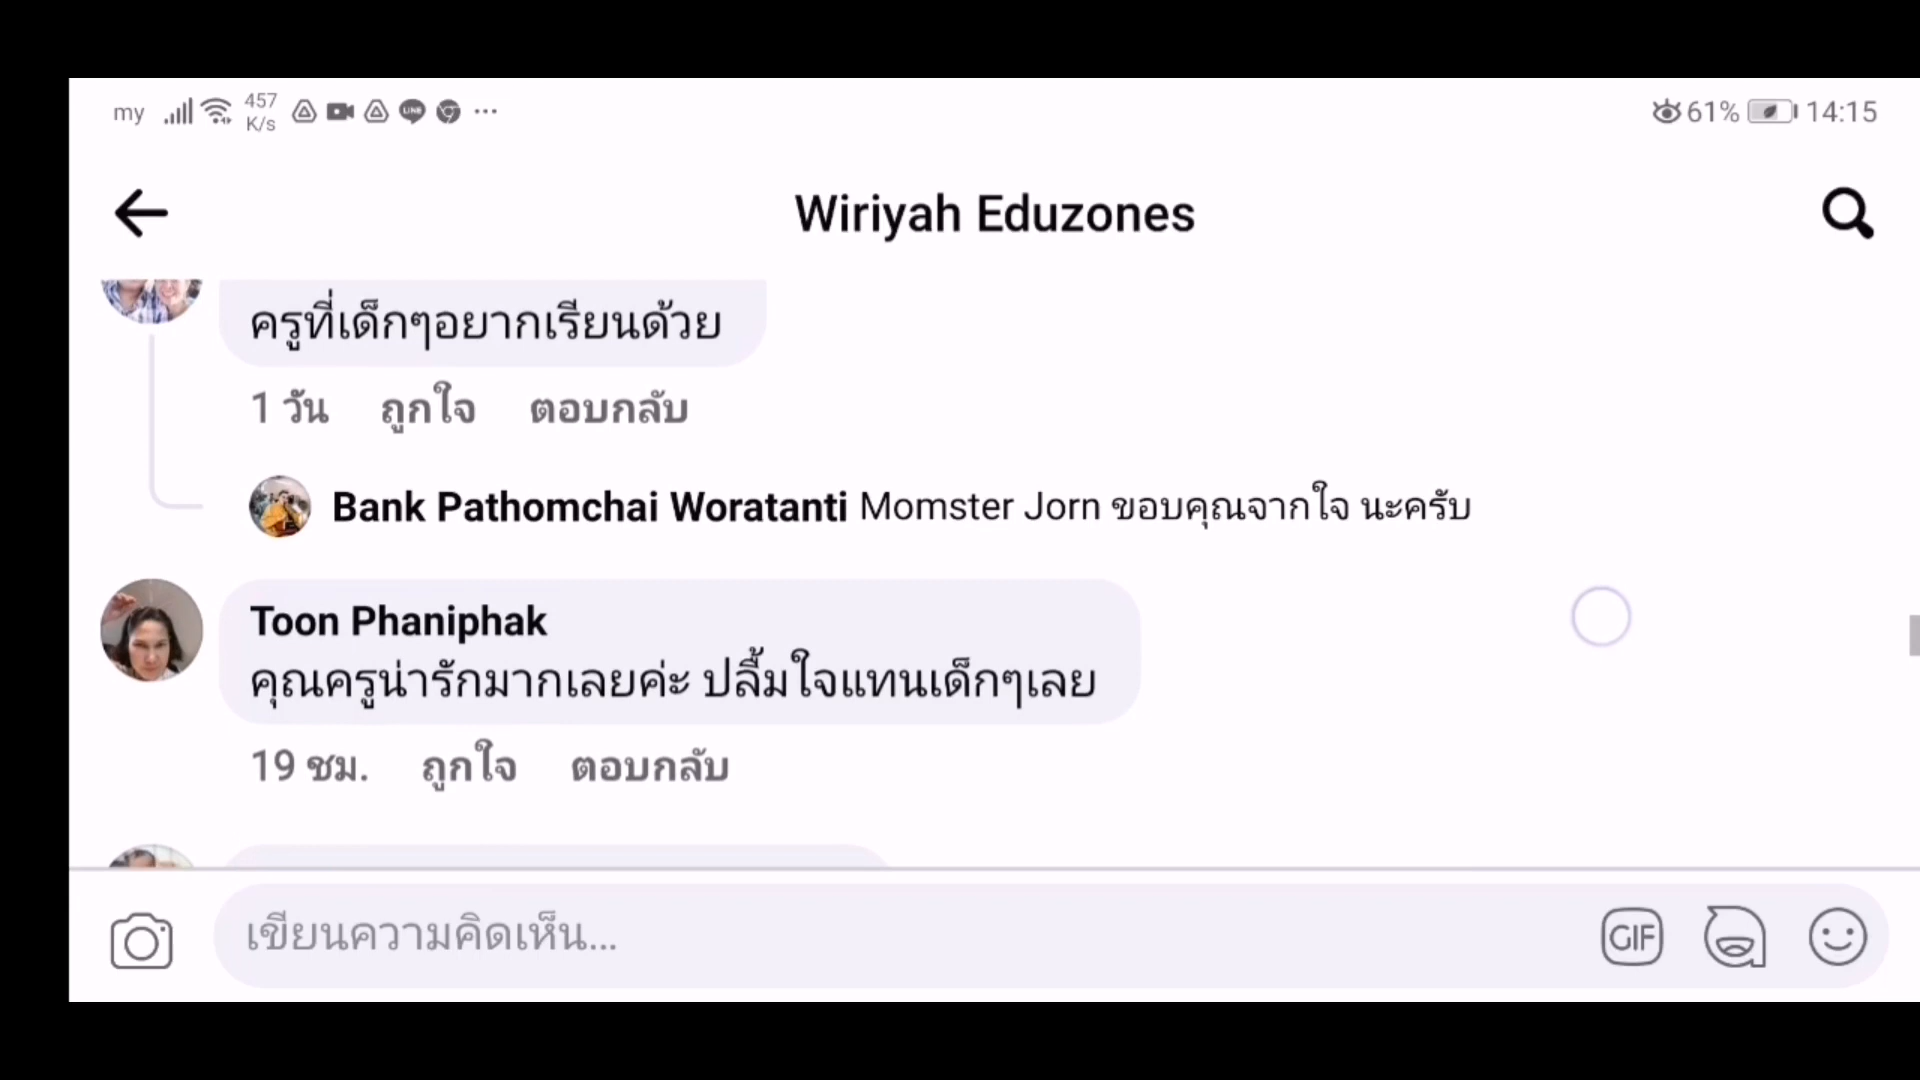 my 457 K/s LINE ... 61% 14:15
Wiriyah Eduzones
ครูที่เด็กๆอยากเรียนด้วย
1 วัน ถูกใจ ตอบกลับ
Bank Pathomchai Woratanti Momster Jorn ขอบคุณจากใจ นะครับ
Toon Phaniphak
คุณครูน่ารักมากเลยค่ะ ปลื้มใจแทนเด็กๆเลย
19 ชม. ถูกใจ ตอบกลับ
เขียนความคิดเห็น... GIF